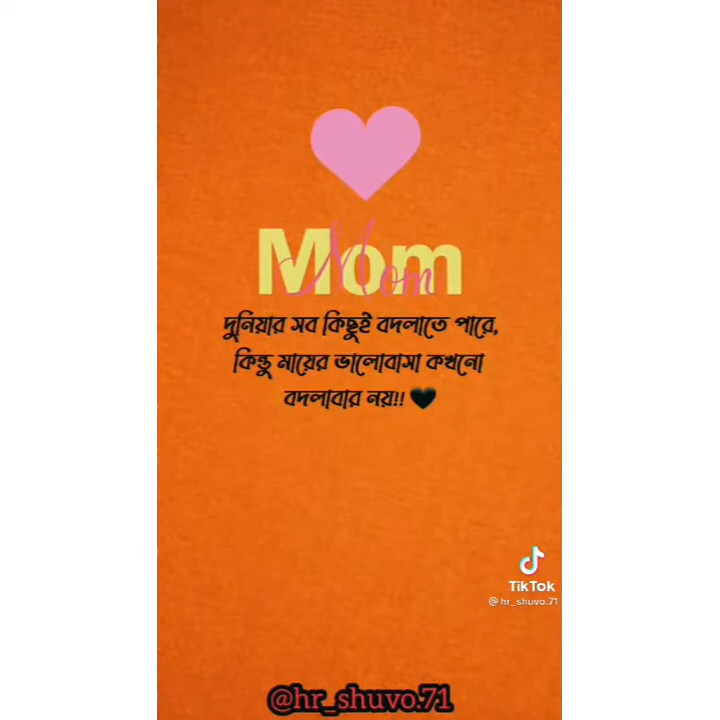 Mom
Mom
দুনিয়ার সব কিছুই বদলাতে পারে,
কিন্তু মায়ের ভালোবাসা কখনো
বদলাবার নয়!! 🖤
TikTok
@hr_shuvo.71
@hr_shuvo.71